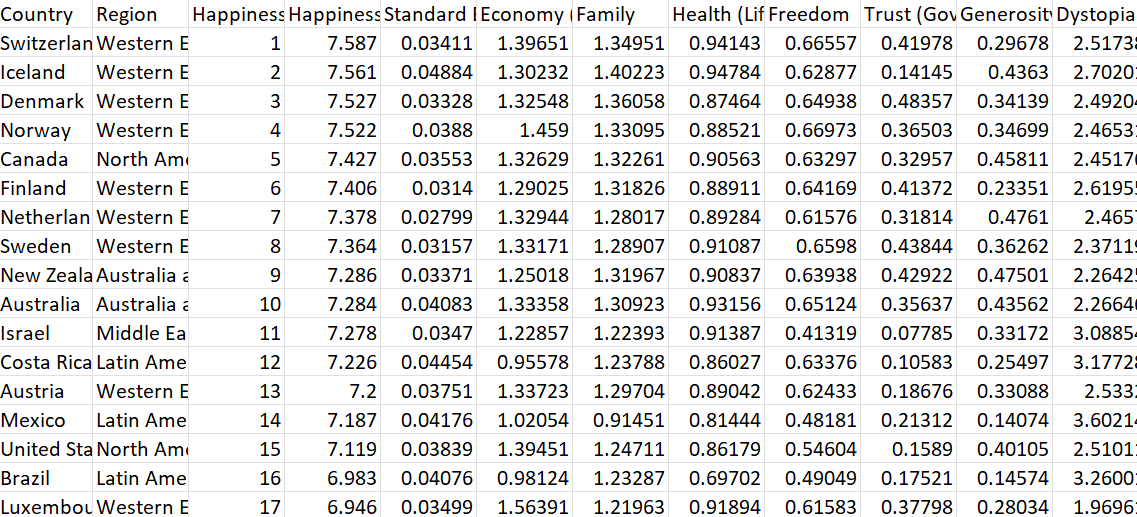 Country Region Happiness Happiness Standard Economy ( Family Health (Lif Freedom Trust (Gov Generosit Dystopia
Switzerlan Western E 1 7.587 0.03411 1.39651 1.34951 0.94143 0.66557 0.41978 0.29678 2.5173
Iceland Western E 2 7.561 0.04884 1.30232 1.40223 0.94784 0.62877 0.14145 0.4363 2.7020
Denmark Western E 3 7.527 0.03328 1.32548 1.36058 0.87464 0.64938 0.48357 0.34139 2.4920
Norway Western E 4 7.522 0.0388 1.459 1.33095 0.88521 0.66973 0.36503 0.34699 2.4653
Canada North Ame 5 7.427 0.03553 1.32629 1.32261 0.90563 0.63297 0.32957 0.45811 2.4517
Finland Western E 6 7.406 0.0314 1.29025 1.31826 0.88911 0.64169 0.41372 0.23351 2.6195
Netherlan Western E 7 7.378 0.02799 1.32944 1.28017 0.89284 0.61576 0.31814 0.4761 2.465
Sweden Western E 8 7.364 0.03157 1.33171 1.28907 0.91087 0.6598 0.43844 0.36262 2.3711
New Zeala Australia a 9 7.286 0.03371 1.25018 1.31967 0.90837 0.63938 0.42922 0.47501 2.2642
Australia Australia a 10 7.284 0.04083 1.33358 1.30923 0.93156 0.65124 0.35637 0.43562 2.2664
Israel Middle Ea 11 7.278 0.0347 1.22857 1.22393 0.91387 0.41319 0.07785 0.33172 3.0885
Costa Rica Latin Ame 12 7.226 0.04454 0.95578 1.23788 0.86027 0.63376 0.10583 0.25497 3.1772
Austria Western E 13 7.2 0.03751 1.33723 1.29704 0.89042 0.62433 0.18676 0.33088 2.533
Mexico Latin Ame 14 7.187 0.04176 1.02054 0.91451 0.81444 0.48181 0.21312 0.14074 3.6021
United Sta North Ame 15 7.119 0.03839 1.39451 1.24711 0.86179 0.54604 0.1589 0.40105 2.5101
Brazil Latin Ame 16 6.983 0.04076 0.98124 1.23287 0.69702 0.49049 0.17521 0.14574 3.2600
Luxembou Western E 17 6.946 0.03499 1.56391 1.21963 0.91894 0.61583 0.37798 0.28034 1.9696